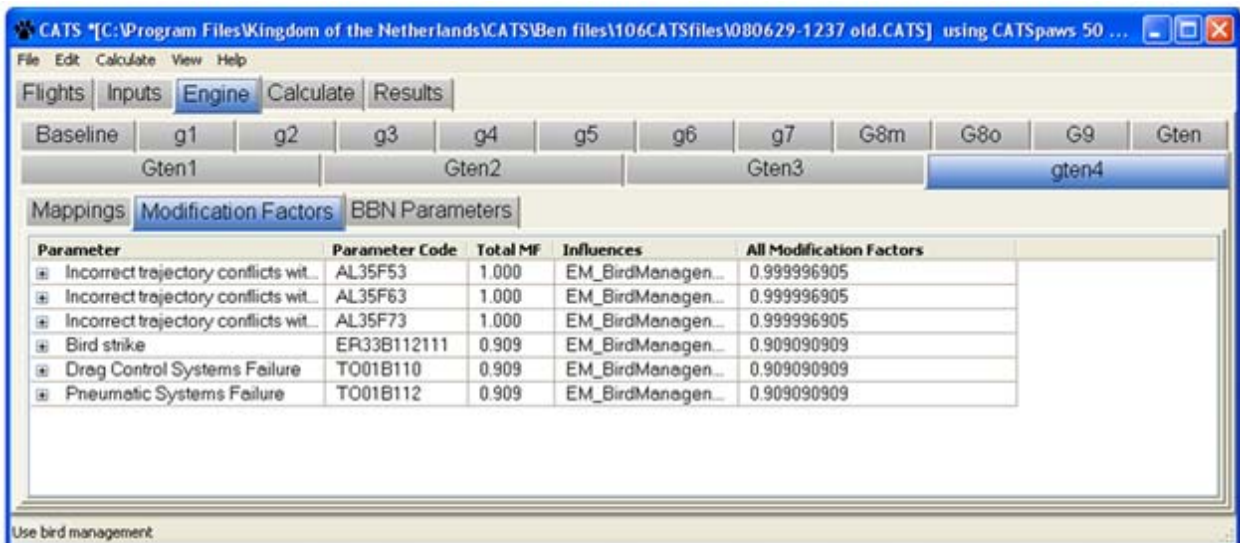 CATS *[C:\Program Files\Kingdom of the Netherlands\CATS\Ben files\106CATSfiles\080629-1237 old.CATS] using CATSpaws 50 ...
File Edit Calculate View Help
Flights Inputs Engine Calculate Results
Baseline g1 g2 g3 g4 g5 g6 g7 G8m G8o G9 Gten
Gten1 Gten2 Gten3 gten4
Mappings Modification Factors BBN Parameters
Parameter Parameter Code Total MF Influences All Modification Factors
Incorrect trajectory conflicts wit... AL35F53 1.000 EM_BirdManagen... 0.999996905
Incorrect trajectory conflicts wit... AL35F63 1.000 EM_BirdManagen... 0.999996905
Incorrect trajectory conflicts wit... AL35F73 1.000 EM_BirdManagen... 0.999996905
Bird strike ER33B112111 0.909 EM_BirdManagen... 0.909090909
Drag Control Systems Failure TO01B110 0.909 EM_BirdManagen... 0.909090909
Pneumatic Systems Failure TO01B112 0.909 EM_BirdManagen... 0.909090909
Use bird management